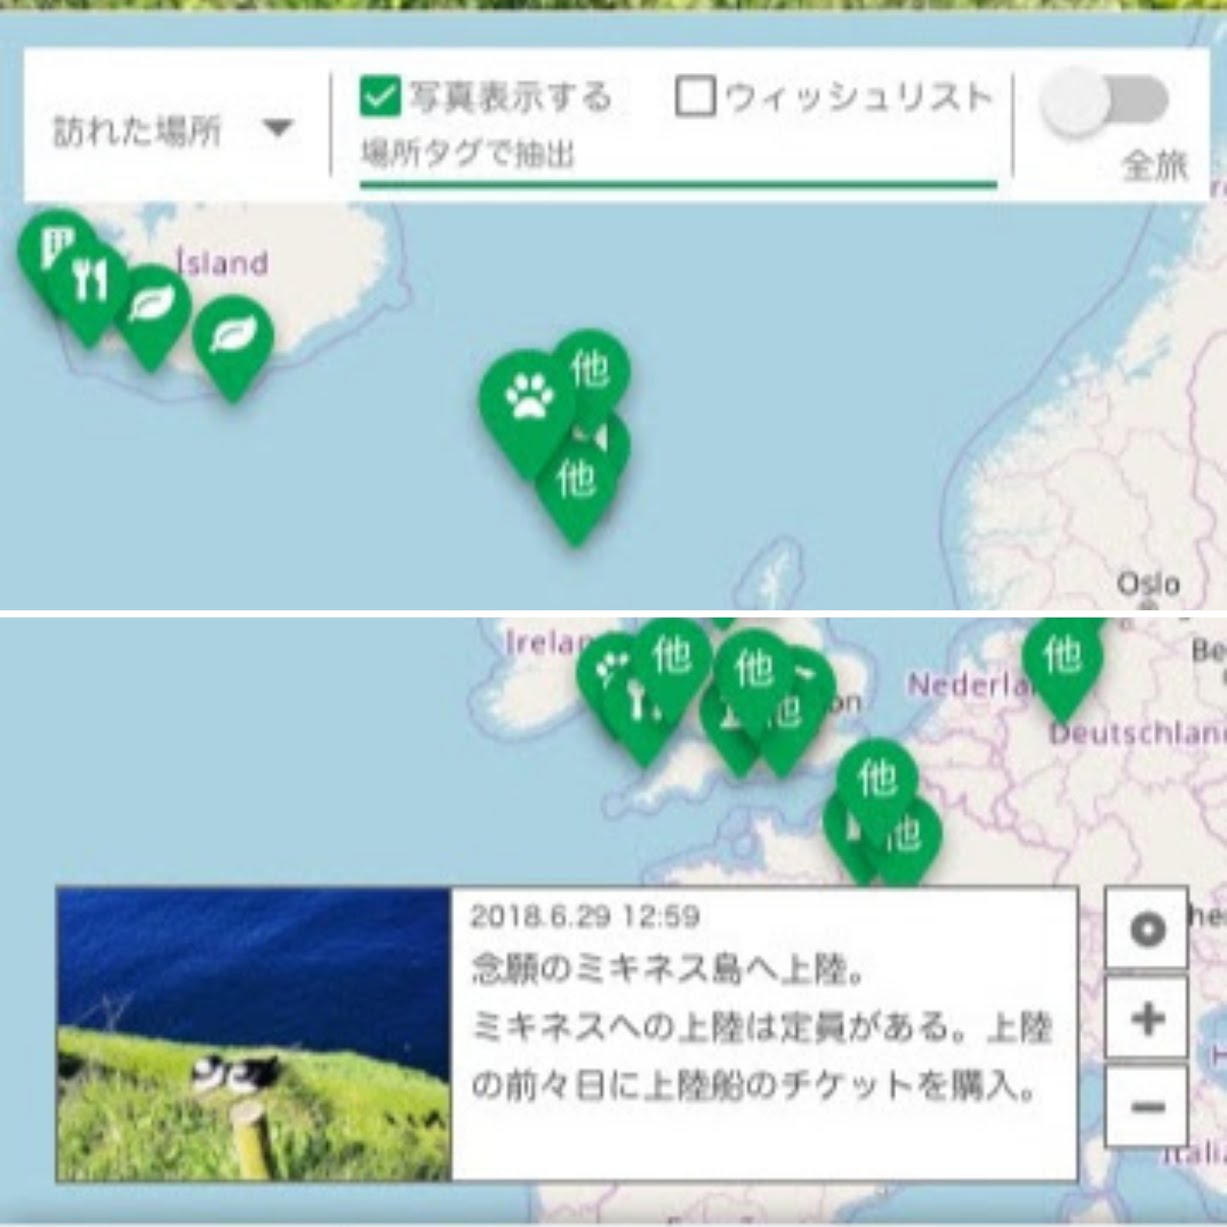 訪れた場所
写真表示する
ウィッシュリスト
場所タグで抽出
全旅
Ísland
他
他
Oslo
他
他
他
Nederla
Deutschlan
他
他
他
2018.6.29 12:59
念願のミキネス島へ上陸。
ミキネスへの上陸は定員がある。上陸
の前々日に上陸船のチケットを購入。